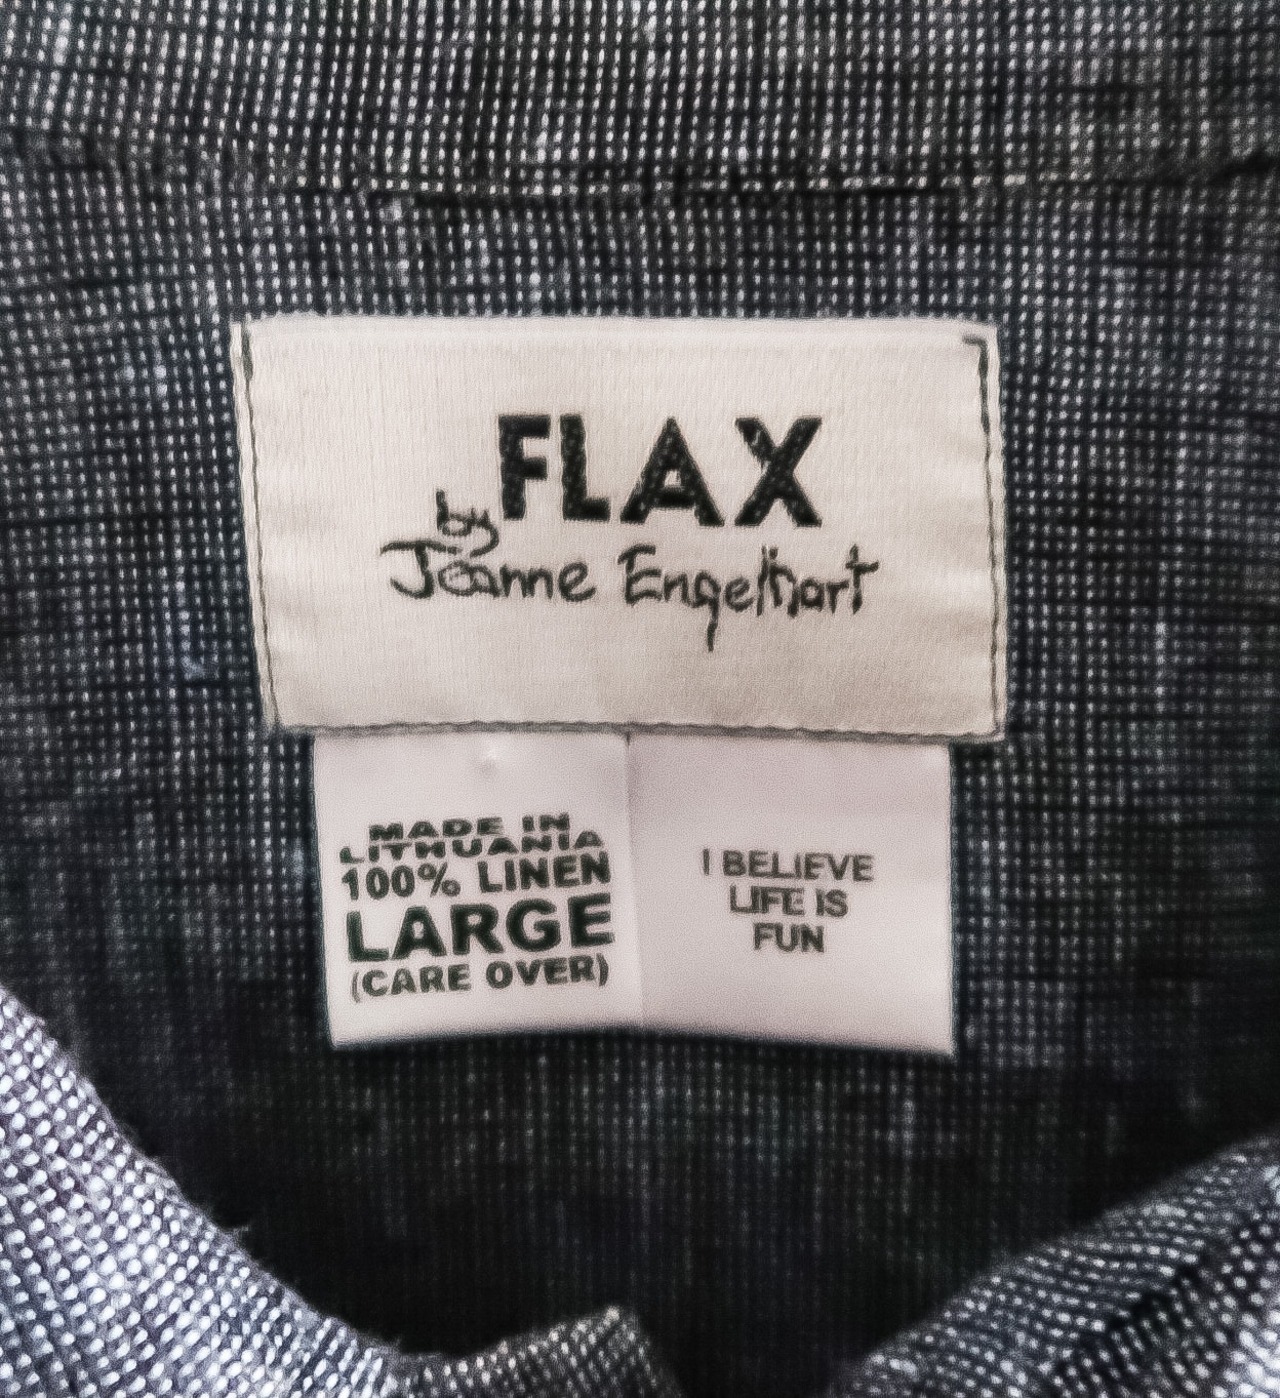 FLAX
by
Jeanne Engelhart
MADE IN
LITHUANIA
100% LINEN
LARGE
(CARE OVER)
I BELIEVE
LIFE IS
FUN